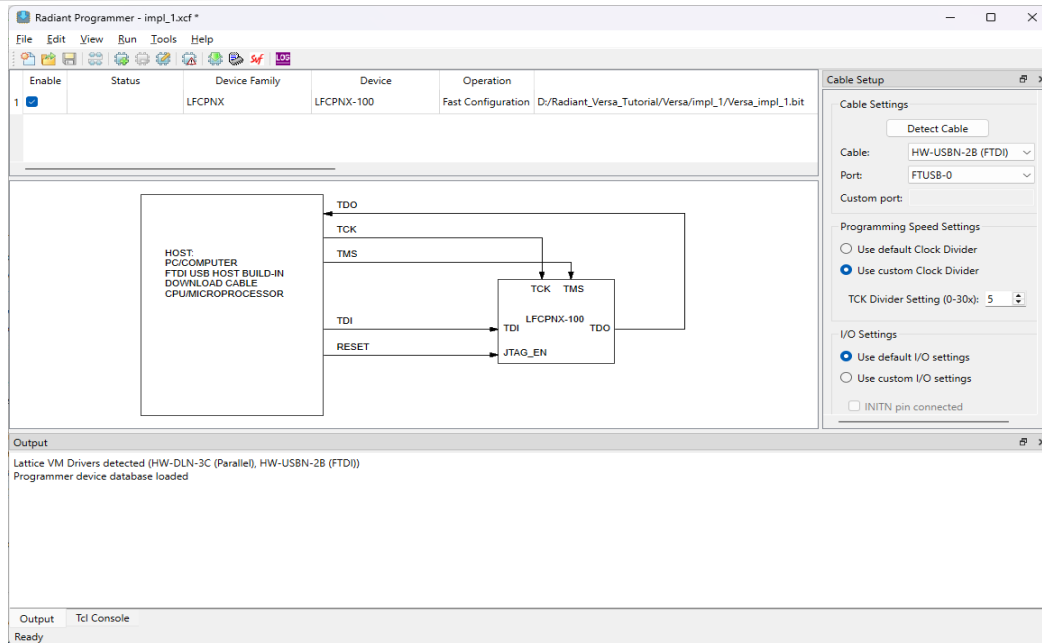 Radiant Programmer - impl_1.xcf *
File Edit View Run Tools Help
Svf LOG
Enable Status Device Family Device Operation
1 LFCPNX LFCPNX-100 Fast Configuration D:/Radiant_Versa_Tutorial/Versa/impl_1/Versa_impl_1.bit
TDO
TCK
TMS
HOST:
PC/COMPUTER
FTDI USB HOST BUILD-IN
DOWNLOAD CABLE
CPU/MICROPROCESSOR
TCK TMS
TDI
LFCPNX-100
TDI
TDO
RESET
JTAG_EN
Cable Setup
Cable Settings
Detect Cable
Cable: HW-USBN-2B (FTDI)
Port: FTUSB-0
Custom port:
Programming Speed Settings
Use default Clock Divider
Use custom Clock Divider
TCK Divider Setting (0-30x): 5
I/O Settings
Use default I/O settings
Use custom I/O settings
INITN pin connected
Output
Lattice VM Drivers detected (HW-DLN-3C (Parallel), HW-USBN-2B (FTDI))
Programmer device database loaded
Output Tcl Console
Ready